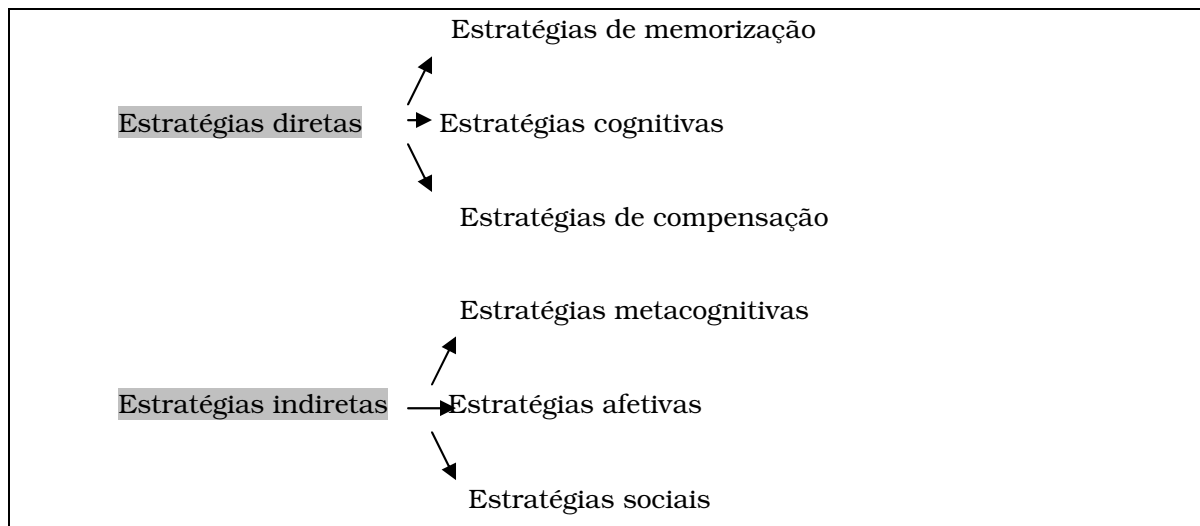 Estratégias de memorização
Estratégias diretas
Estratégias cognitivas
Estratégias de compensação
Estratégias metacognitivas
Estratégias indiretas
Estratégias afetivas
Estratégias sociais